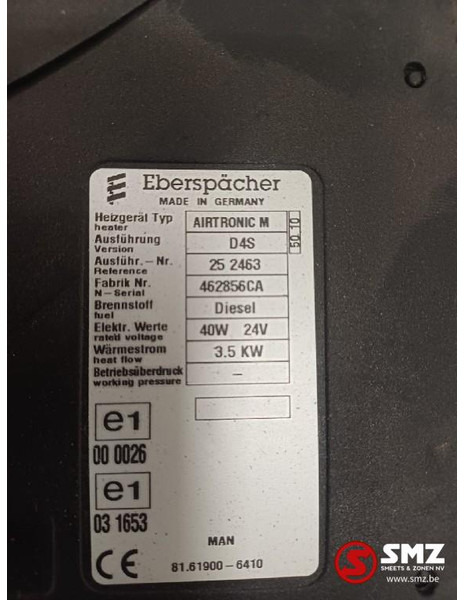 Eberspächer
MADE IN GERMANY
Heizgerät Typ AIRTRONIC M
heater
Ausführung D4S
Version
50 10
Ausführ.-Nr. 25 2463
Reference
Fabrik Nr. 462856CA
N-Serial
Brennstoff Diesel
fuel
Elektr. Werte 40W 24V
rated voltage
Wärmestrom 3.5 KW
heat flow
Betriebsüberdruck –
working pressure
e1
00 0026
e1
03 1653
MAN
CE 81.61900-6410
SMZ
SMEETS & ZONEN NV
www.smz.be